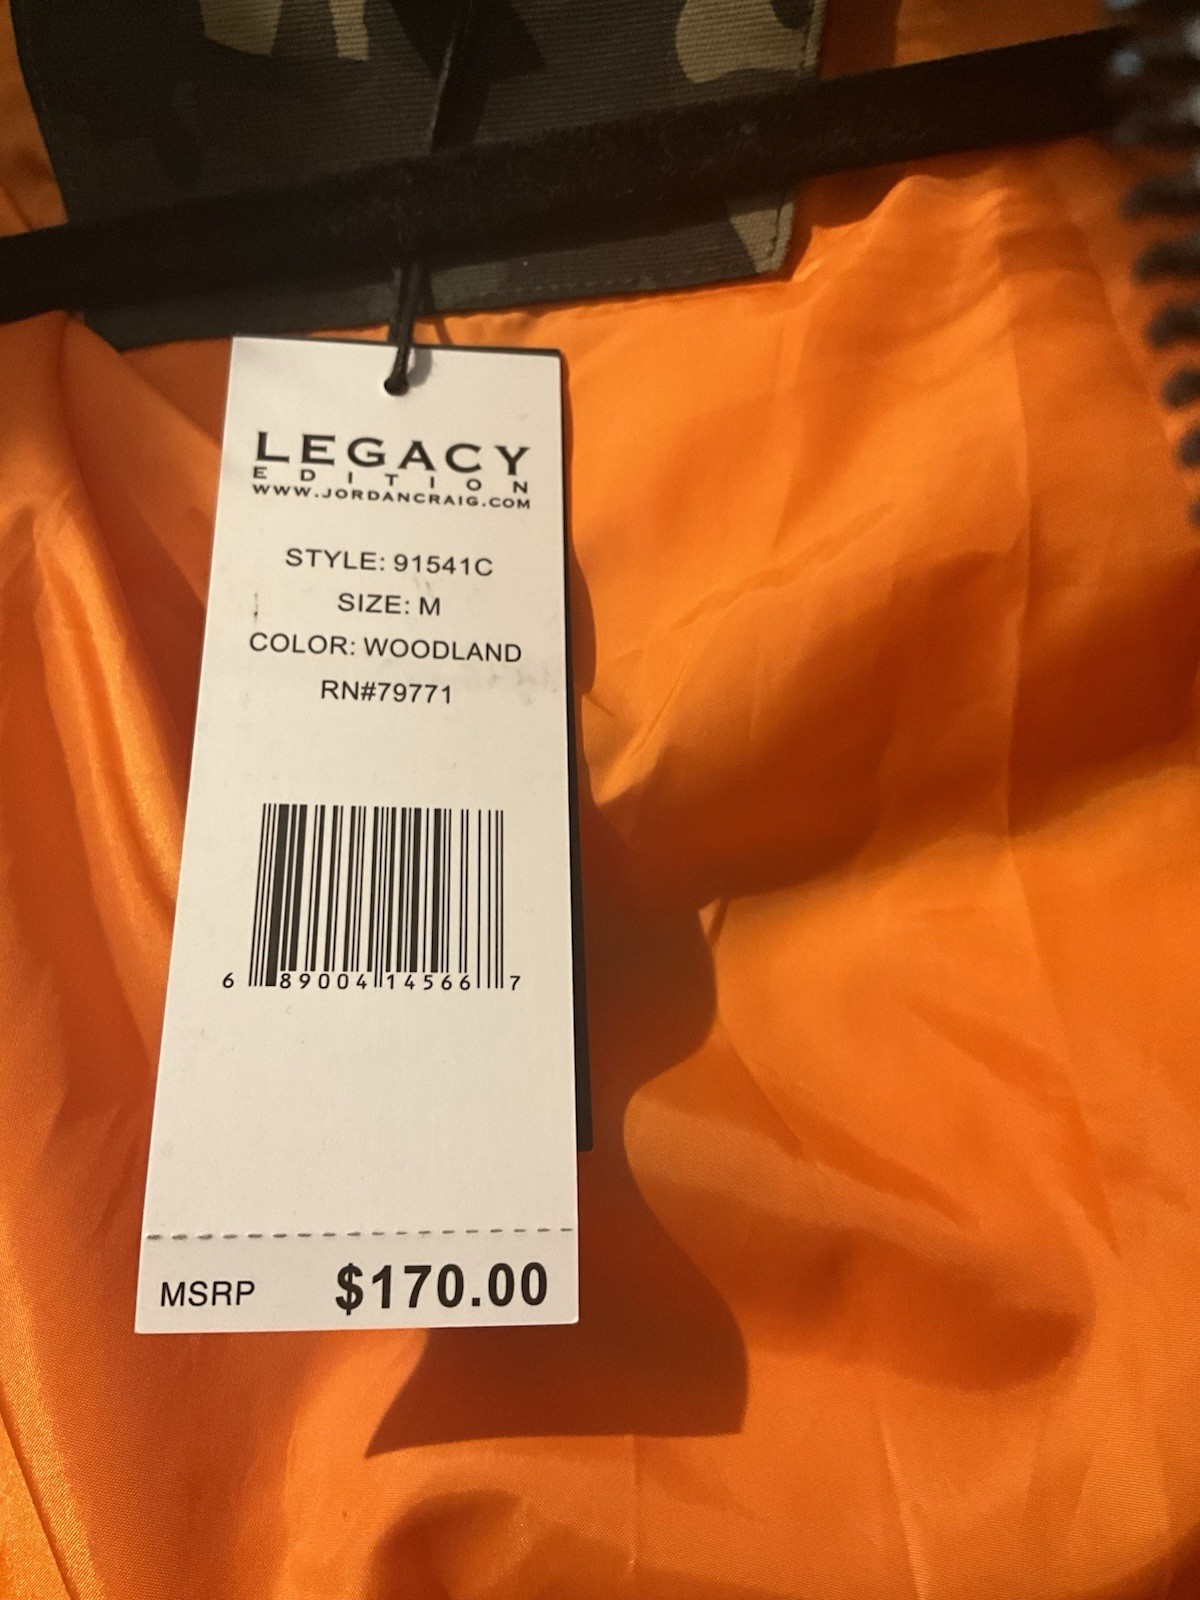 LEGACY
EDITION
WWW.JORDANCRAIG.COM
STYLE: 91541C
SIZE: M
COLOR: WOODLAND
RN#79771
6 89004 14566 7
MSRP $170.00